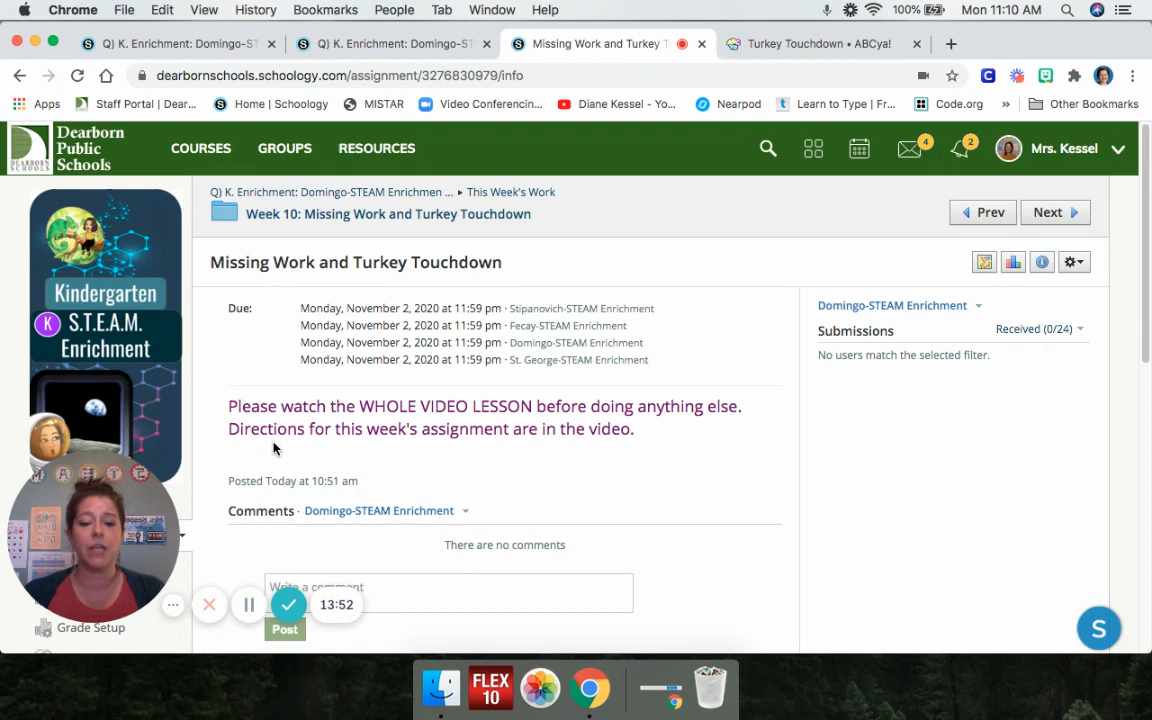 Chrome File Edit View History Bookmarks People Tab Window Help 100% Mon 11:10 AM
Q) K. Enrichment: Domingo-ST Q) K. Enrichment: Domingo-ST Missing Work and Turkey T Turkey Touchdown • ABCya!
dearbornschools.schoology.com/assignment/3276830979/info
Apps Staff Portal | Dear... Home | Schoology MISTAR Video Conferencin... Diane Kessel - Yo... Nearpod Learn to Type | Fr... Code.org » Other Bookmarks
Dearborn
Public
Schools
COURSES GROUPS RESOURCES 4 2 Mrs. Kessel
Q) K. Enrichment: Domingo-STEAM Enrichmen ... ▸ This Week's Work
Week 10: Missing Work and Turkey Touchdown
Prev Next
Missing Work and Turkey Touchdown
Due: Monday, November 2, 2020 at 11:59 pm · Stipanovich-STEAM Enrichment
Monday, November 2, 2020 at 11:59 pm · Fecay-STEAM Enrichment
Monday, November 2, 2020 at 11:59 pm · Domingo-STEAM Enrichment
Monday, November 2, 2020 at 11:59 pm · St. George-STEAM Enrichment
Please watch the WHOLE VIDEO LESSON before doing anything else.
Directions for this week's assignment are in the video.
Posted Today at 10:51 am
Comments · Domingo-STEAM Enrichment
There are no comments
Write a comment
Post
Domingo-STEAM Enrichment
Submissions Received (0/24)
No users match the selected filter.
Kindergarten
K S.T.E.A.M.
Enrichment
13:52
Grade Setup
S
FLEX
10